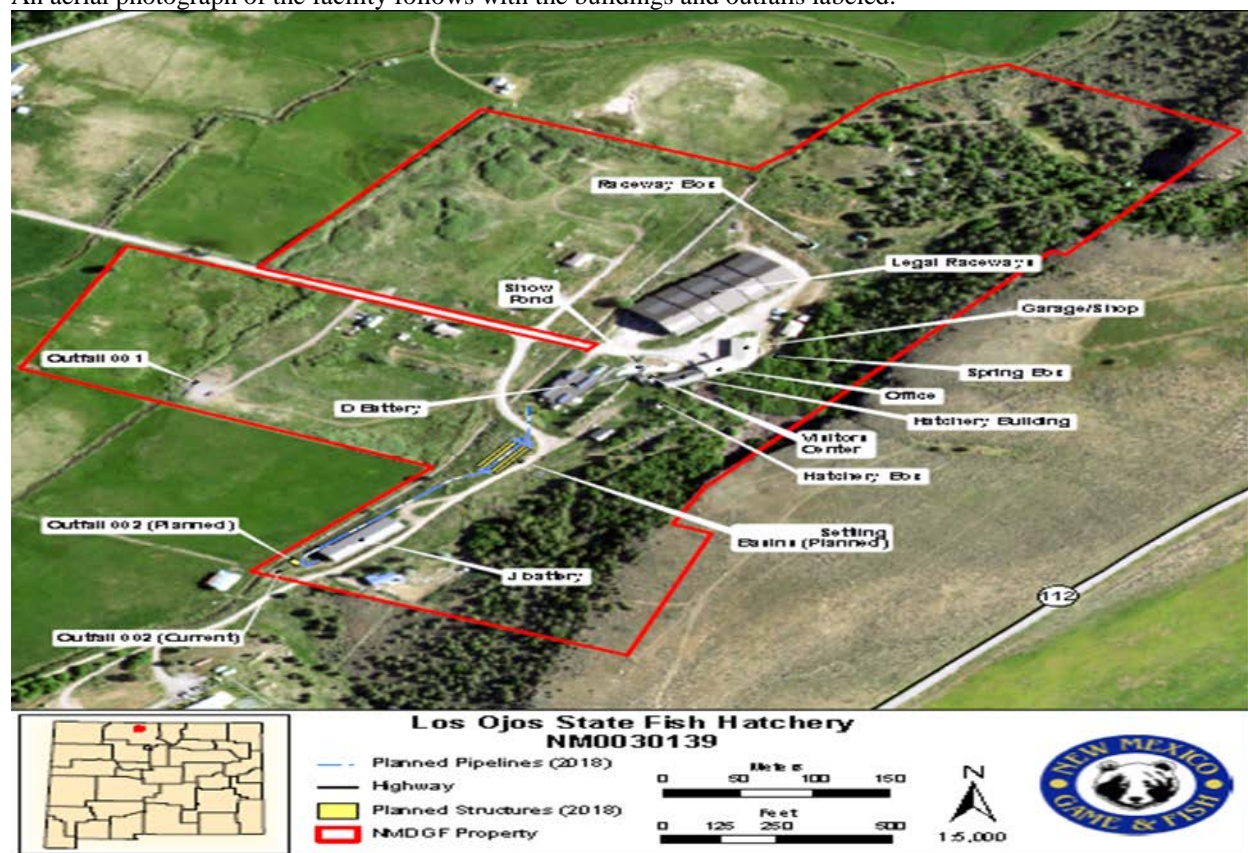 An aerial photograph of the facility follows with the buildings and outfalls labeled.
Raceway Box
Legal Raceways
Show
Pond
Garage/Shop
Outfall 001
Spring Box
D Battery
Office
Hatchery Building
Visitors
Center
Hatchery Box
Outfall 002 (Planned)
Settling
Basins (Planned)
J battery
112
Outfall 002 (Current)
Los Ojos State Fish Hatchery
NM0030139
Planned Pipelines (2018)
Highway
Planned Structures (2018)
NMDGF Property
Meters
0 50 100 150
Feet
0 125 250 500
N
1:5,000
NEW MEXICO
GAME & FISH